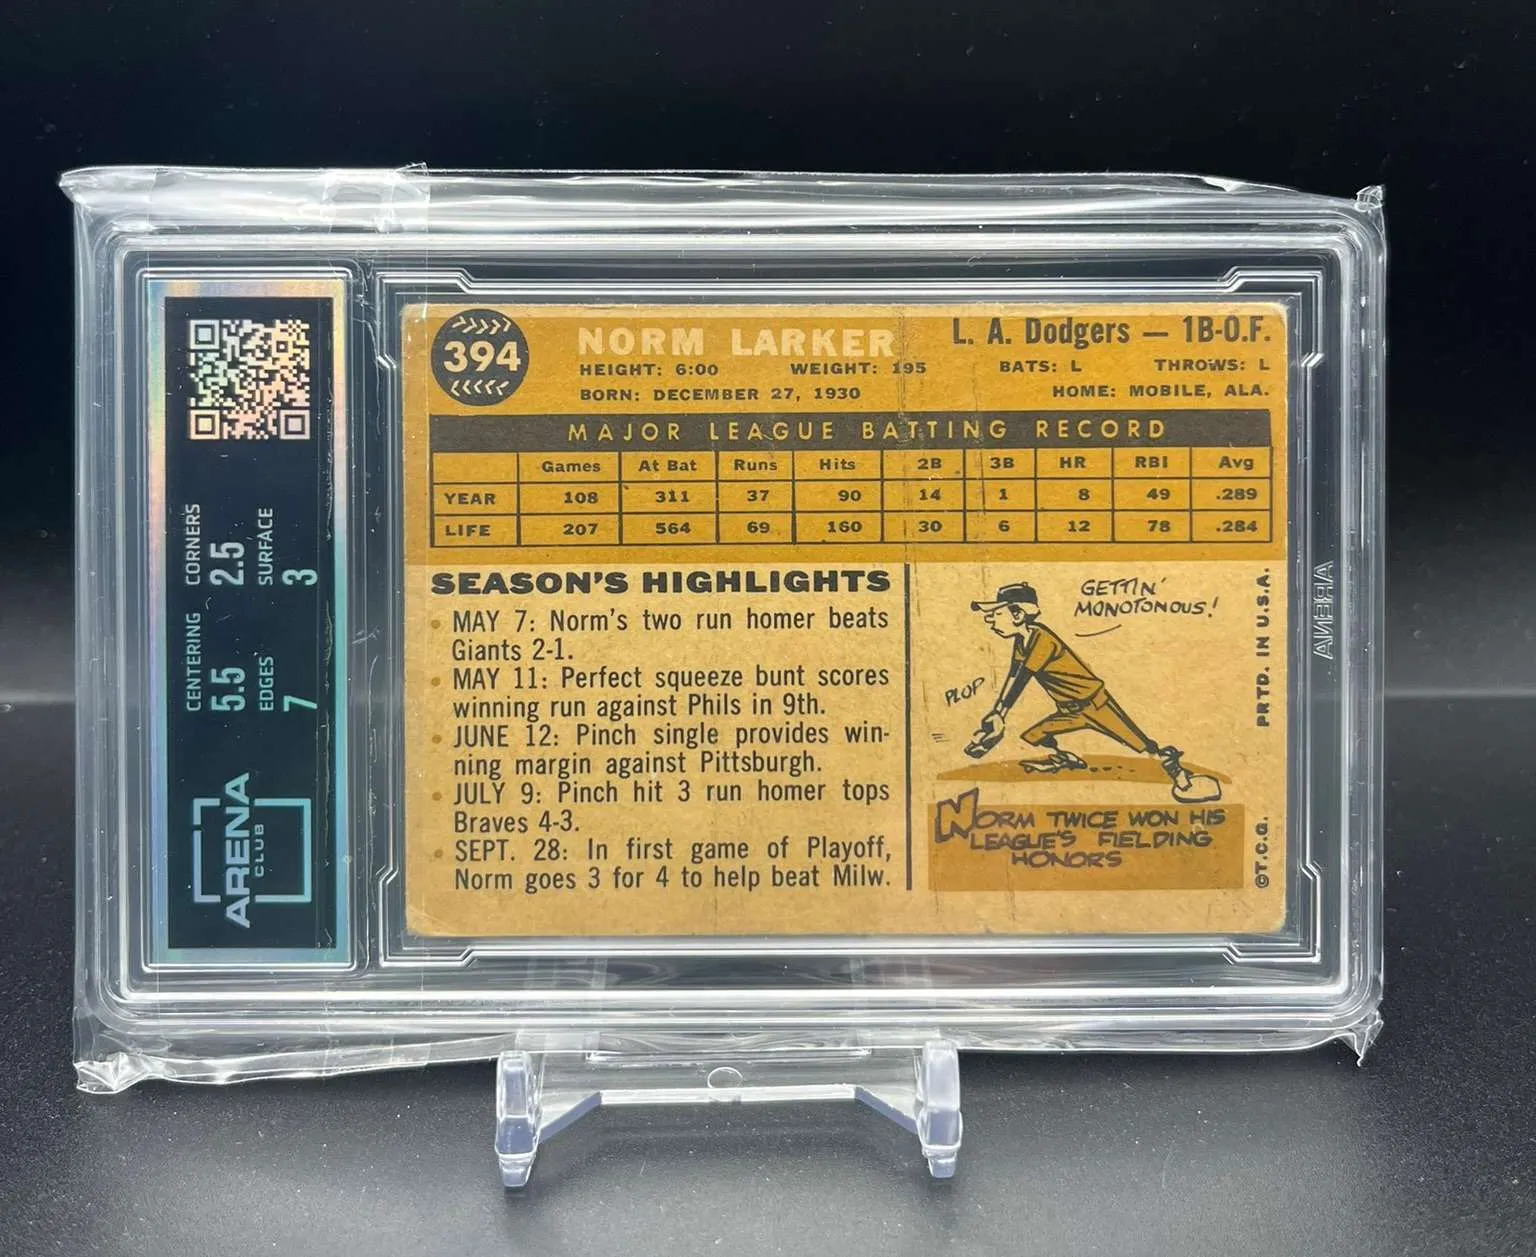 CENTERING CORNERS
5.5 2.5
EDGES SURFACE
7 3
ARENA
CLUB
394
NORM LARKER
L. A. Dodgers — 1B-O.F.
HEIGHT: 6:00 WEIGHT: 195 BATS: L THROWS: L
BORN: DECEMBER 27, 1930 HOME: MOBILE, ALA.
MAJOR LEAGUE BATTING RECORD
Games At Bat Runs Hits 2B 3B HR RBI Avg
YEAR 108 311 37 90 14 1 8 49 .289
LIFE 207 564 69 160 30 6 12 78 .284
SEASON'S HIGHLIGHTS
• MAY 7: Norm's two run homer beats
Giants 2-1.
• MAY 11: Perfect squeeze bunt scores
winning run against Phils in 9th.
• JUNE 12: Pinch single provides win-
ning margin against Pittsburgh.
• JULY 9: Pinch hit 3 run homer tops
Braves 4-3.
• SEPT. 28: In first game of Playoff,
Norm goes 3 for 4 to help beat Milw.
GETTIN'
MONOTONOUS!
PLOP
NORM TWICE WON HIS
LEAGUE'S FIELDING
HONORS
©T.C.G. PRTD. IN U.S.A.
ARENA